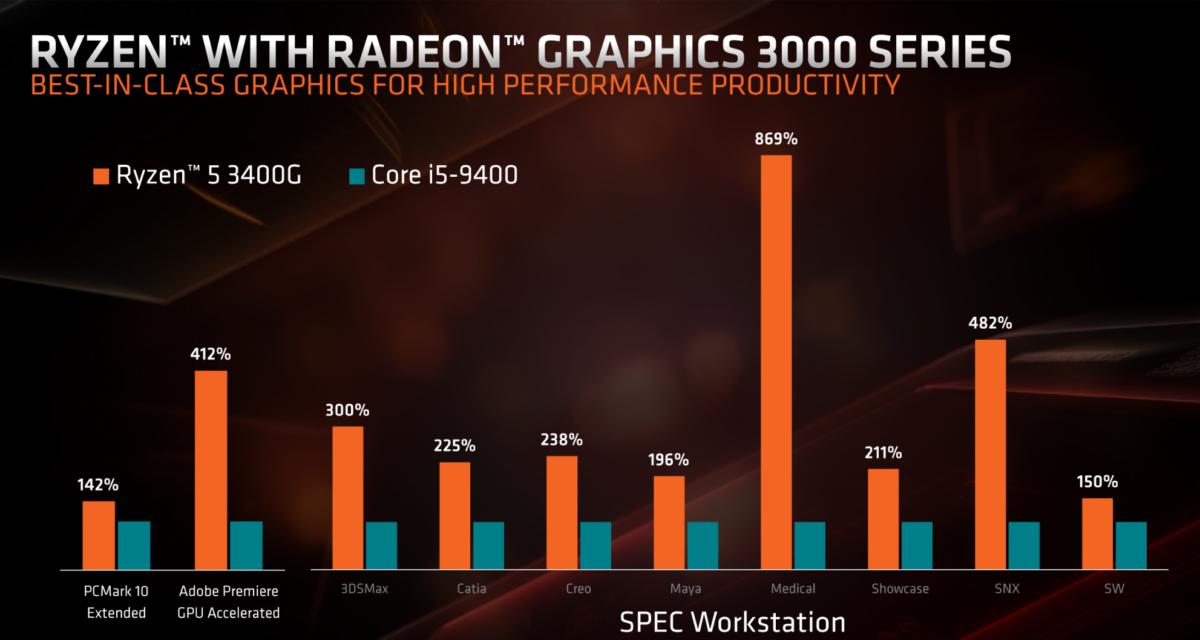 RYZEN™ WITH RADEON™ GRAPHICS 3000 SERIES
BEST-IN-CLASS GRAPHICS FOR HIGH PERFORMANCE PRODUCTIVITY
Ryzen™ 5 3400G
Core i5-9400
142%
412%
300%
225%
238%
196%
869%
211%
482%
150%
PCMark 10
Extended
Adobe Premiere
GPU Accelerated
3DSMax
Catia
Creo
Maya
Medical
Showcase
SNX
SW
SPEC Workstation